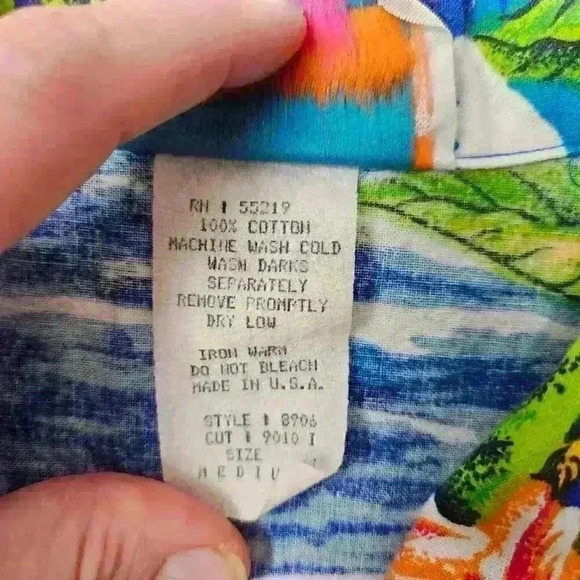 RN # 55219
100% COTTON
MACHINE WASH COLD
WASH DARKS
SEPARATELY
REMOVE PROMPTLY
DRY LOW
IRON WARM
DO NOT BLEACH
MADE IN U.S.A.
STYLE # 8906
CUT # 9010 I
SIZE
MEDIU